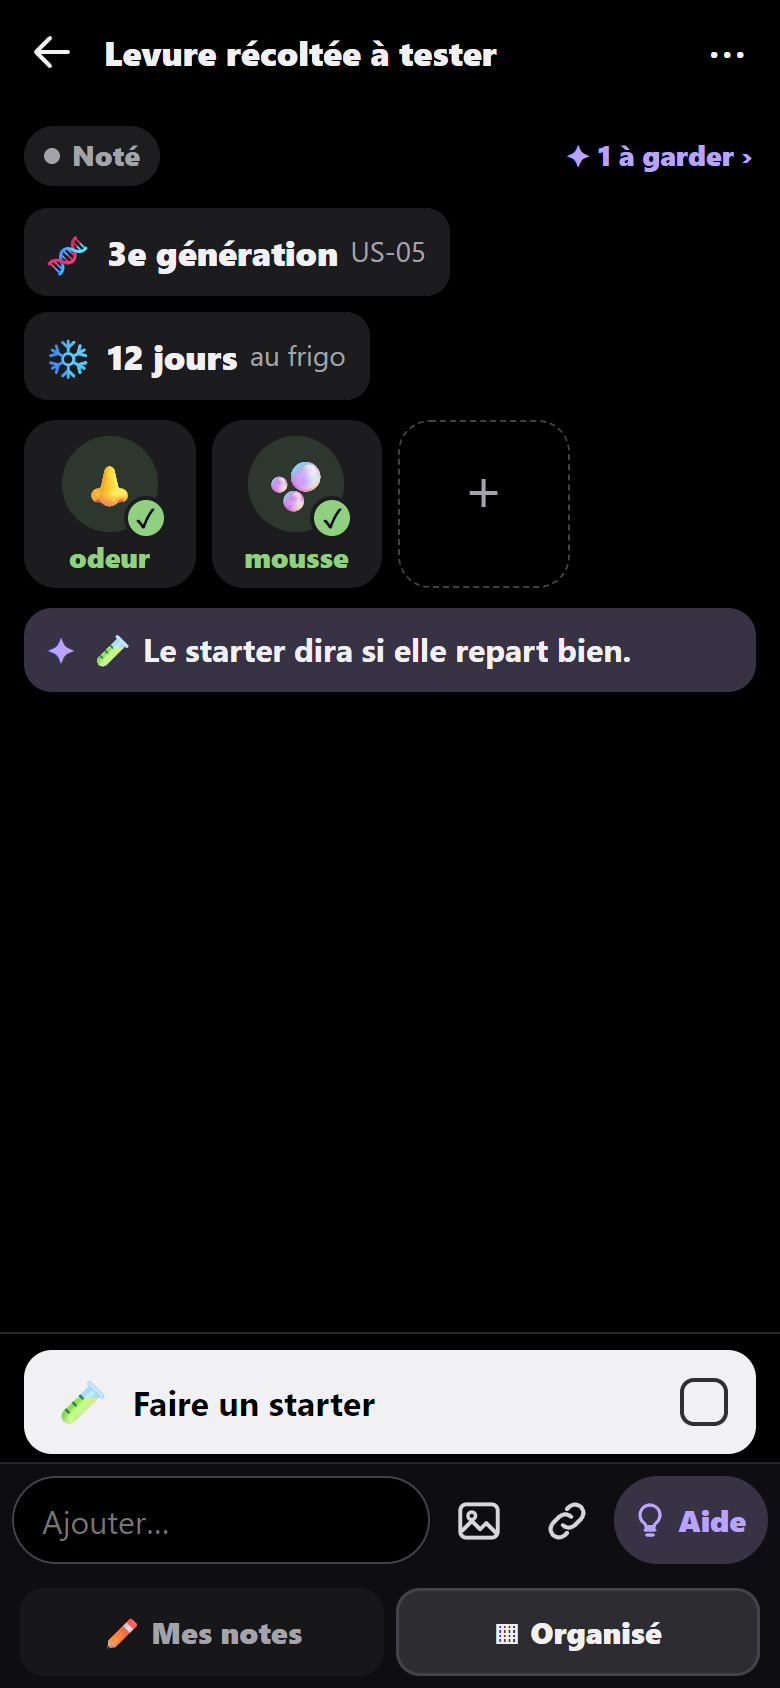 Levure récoltée à tester
Noté
1 à garder ›
3e génération US-05
12 jours au frigo
odeur
mousse
+
Le starter dira si elle repart bien.
Faire un starter
Ajouter...
Aide
Mes notes
Organisé